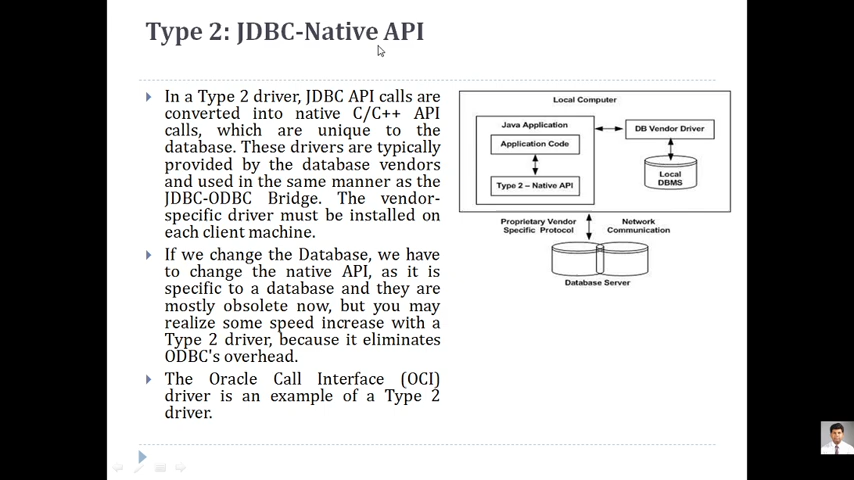 Type 2: JDBC-Native API
In a Type 2 driver, JDBC API calls are
converted into native C/C++ API
calls, which are unique to the
database. These drivers are typically
provided by the database vendors
and used in the same manner as the
JDBC-ODBC Bridge. The vendor-
specific driver must be installed on
each client machine.
If we change the Database, we have
to change the native API, as it is
specific to a database and they are
mostly obsolete now, but you may
realize some speed increase with a
Type 2 driver, because it eliminates
ODBC's overhead.
The Oracle Call Interface (OCI)
driver is an example of a Type 2
driver.
Local Computer
Java Application
Application Code
Type 2 – Native API
DB Vendor Driver
Local
DBMS
Proprietary Vendor
Specific Protocol
Network
Communication
Database Server